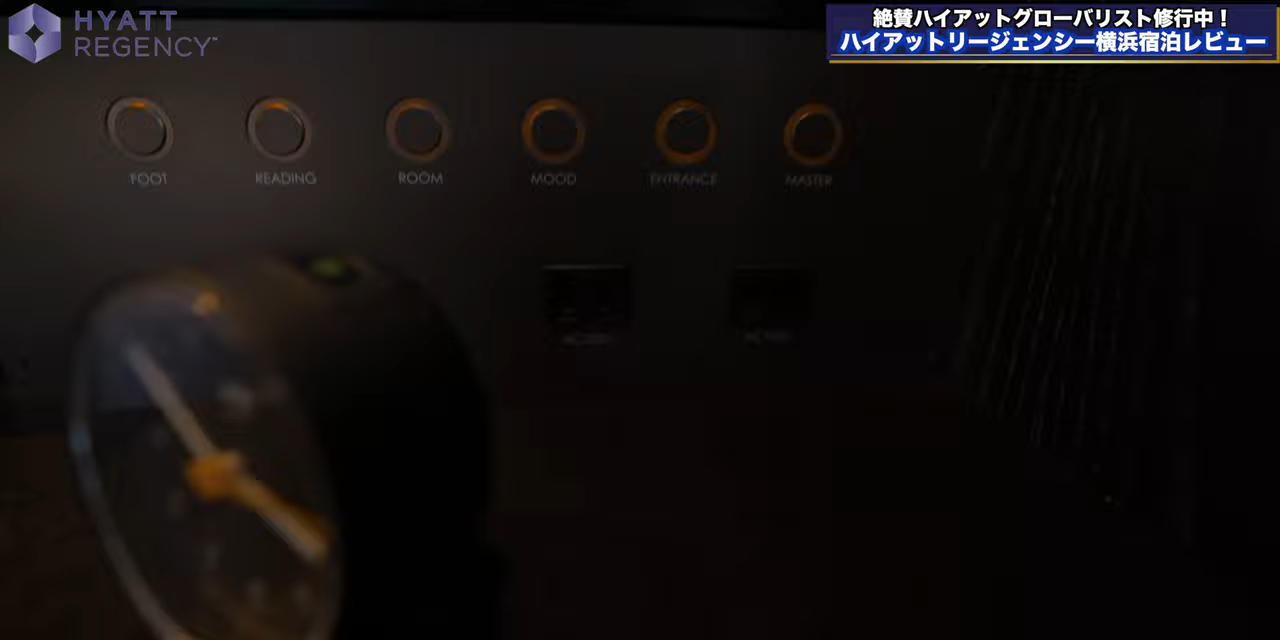 HYATT
REGENCY™
絶賛ハイアットグローバリスト修行中！
ハイアットリージェンシー横浜宿泊レビュー
FOOT
READING
ROOM
MOOD
ENTRANCE
MASTER